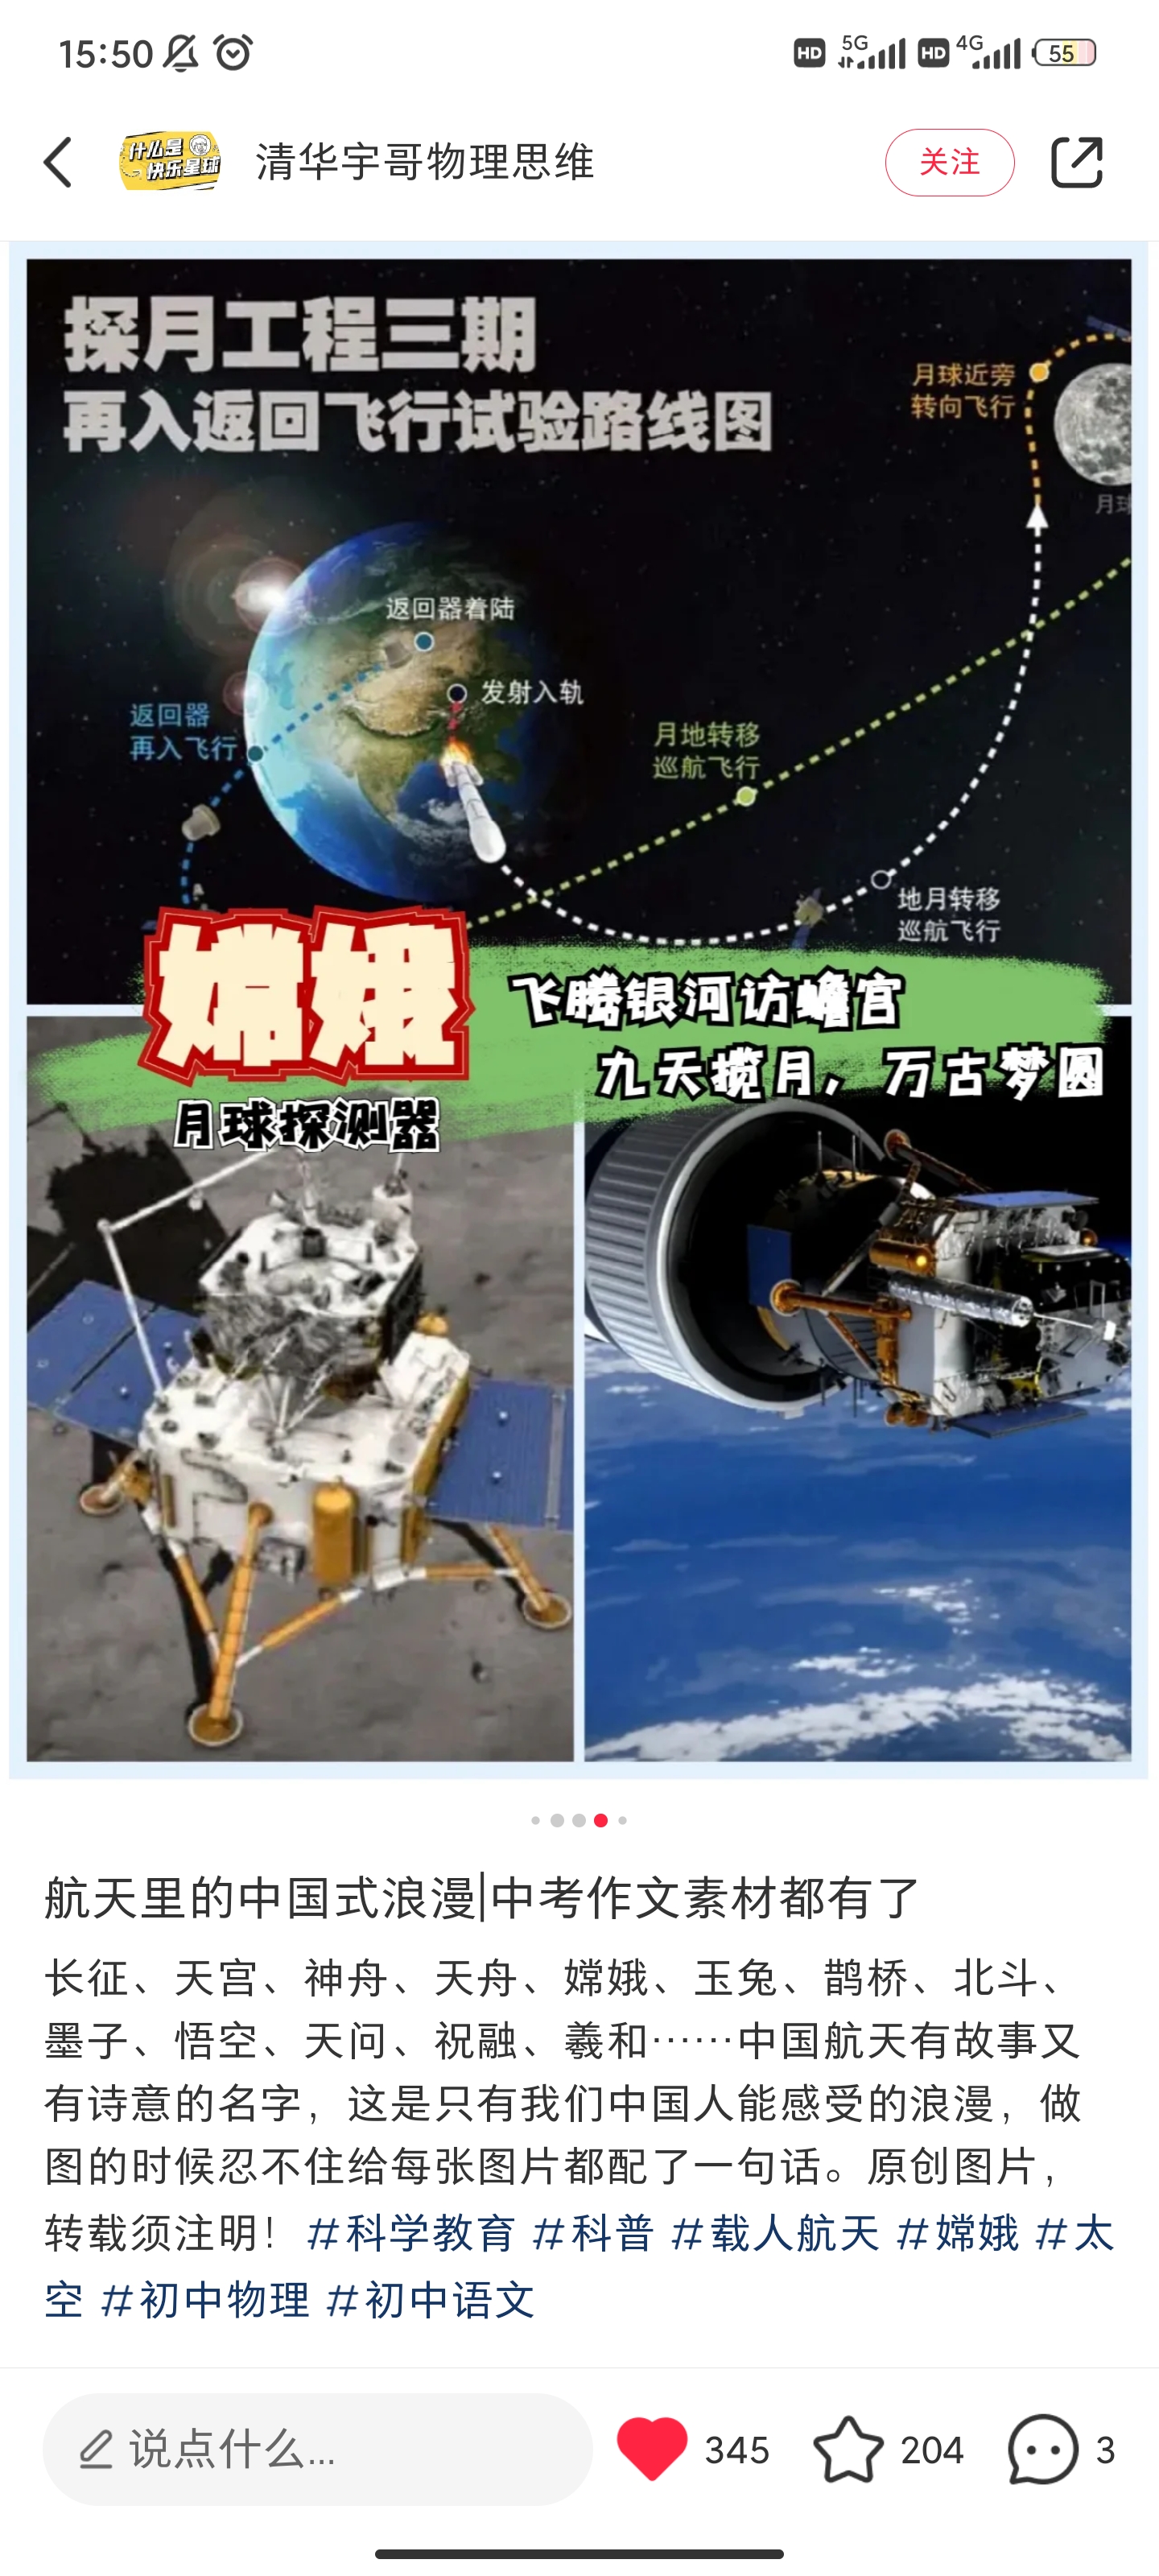 15:50
HD 5G HD 4G 55
什么是
快乐星球
清华宇哥物理思维
关注
探月工程三期
再入返回飞行试验路线图
月球近旁
转向飞行
月球
返回器着陆
发射入轨
返回器
再入飞行
月地转移
巡航飞行
地月转移
巡航飞行
嫦娥
月球探测器
飞腾银河访蟾宫
九天揽月，万古梦圆
航天里的中国式浪漫|中考作文素材都有了
长征、天宫、神舟、天舟、嫦娥、玉兔、鹊桥、北斗、
墨子、悟空、天问、祝融、羲和……中国航天有故事又
有诗意的名字，这是只有我们中国人能感受的浪漫，做
图的时候忍不住给每张图片都配了一句话。原创图片，
转载须注明！#科学教育 #科普 #载人航天 #嫦娥 #太
空 #初中物理 #初中语文
说点什么...
345
204
3